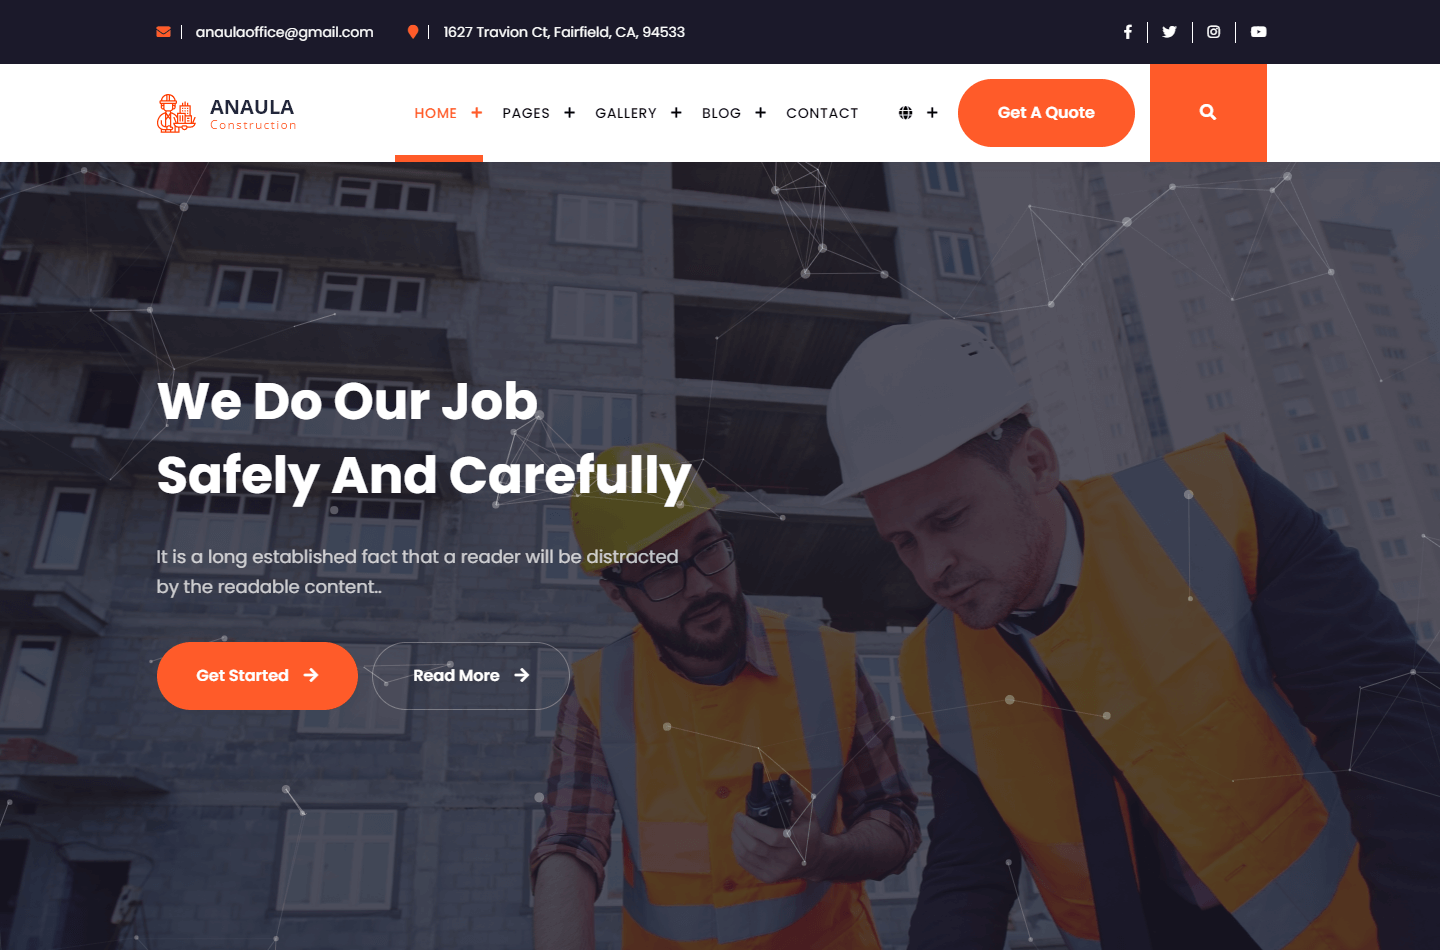 anaulaoffice@gmail.com
1627 Travion Ct, Fairfield, CA, 94533
ANAULA
Construction
HOME
PAGES
GALLERY
BLOG
CONTACT
Get A Quote
We Do Our Job
Safely And Carefully
It is a long established fact that a reader will be distracted
by the readable content..
Get Started
Read More